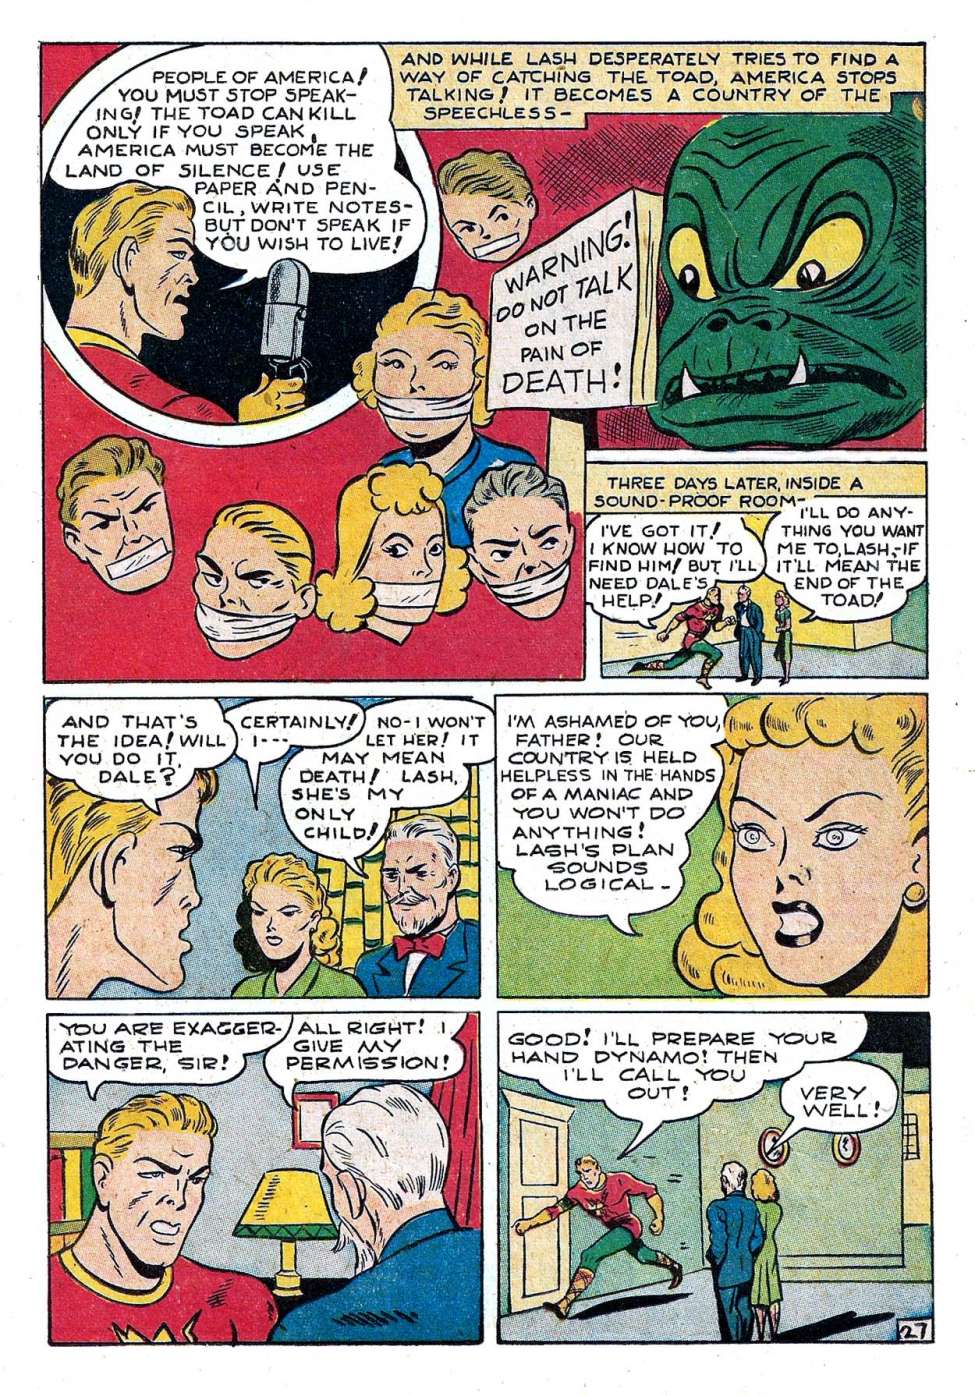 PEOPLE OF AMERICA!
YOU MUST STOP SPEAK-
ING! THE TOAD CAN KILL
ONLY IF YOU SPEAK,
AMERICA MUST BECOME THE
LAND OF SILENCE! USE
PAPER AND PEN-
CIL, WRITE NOTES-
BUT DON'T SPEAK IF
YOU WISH TO LIVE!
AND WHILE LASH DESPERATELY TRIES TO FIND A
WAY OF CATCHING THE TOAD, AMERICA STOPS
TALKING! IT BECOMES A COUNTRY OF THE
SPEECHLESS-
WARNING!
DO NOT TALK
ON THE
PAIN OF
DEATH!
THREE DAYS LATER, INSIDE A
SOUND-PROOF ROOM-
I'VE GOT IT!
I KNOW HOW TO
FIND HIM! BUT I'LL
NEED DALE'S
HELP!
I'LL DO ANY-
THING YOU WANT
ME TO, LASH,-IF
IT'LL MEAN THE
END OF THE
TOAD!
AND THAT'S
THE IDEA! WILL
YOU DO IT,
DALE?
CERTAINLY!
I---
NO-I WON'T
LET HER! IT
MAY MEAN
DEATH! LASH,
SHE'S MY
ONLY
CHILD!
I'M ASHAMED OF YOU,
FATHER! OUR
COUNTRY IS HELD
HELPLESS IN THE HANDS
OF A MANIAC AND
YOU WON'T DO
ANYTHING!
LASH'S PLAN
SOUNDS
LOGICAL-
YOU ARE EXAGGER-
ATING THE
DANGER, SIR!
ALL RIGHT! I
GIVE MY
PERMISSION!
GOOD! I'LL PREPARE YOUR
HAND DYNAMO! THEN
I'LL CALL YOU
OUT!
VERY
WELL!
27